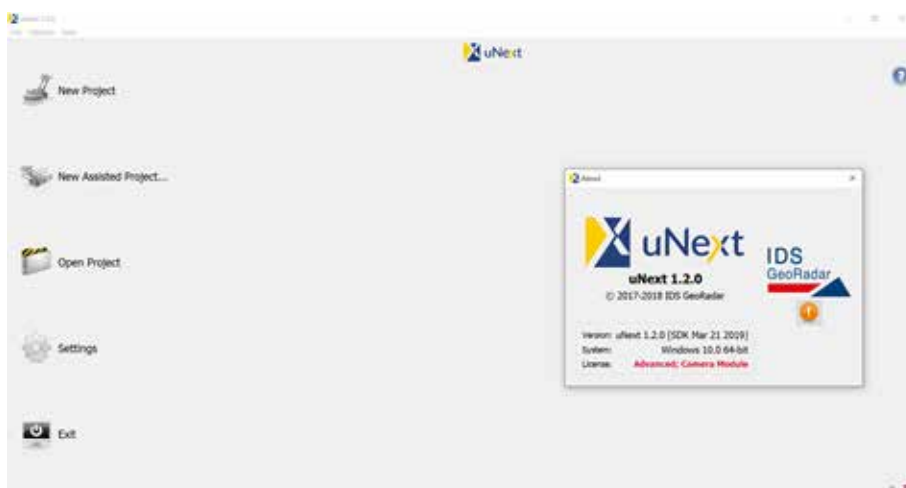 uNext
New Project
New Assisted Project...
Open Project
Settings
Exit
About
uNext
IDS
GeoRadar
uNext 1.2.0
© 2017-2018 IDS GeoRadar
Version: uNext 1.2.0 (SDK Mar 21 2019)
System: Windows 10.0 64-bit
License: Advanced; Camera Module